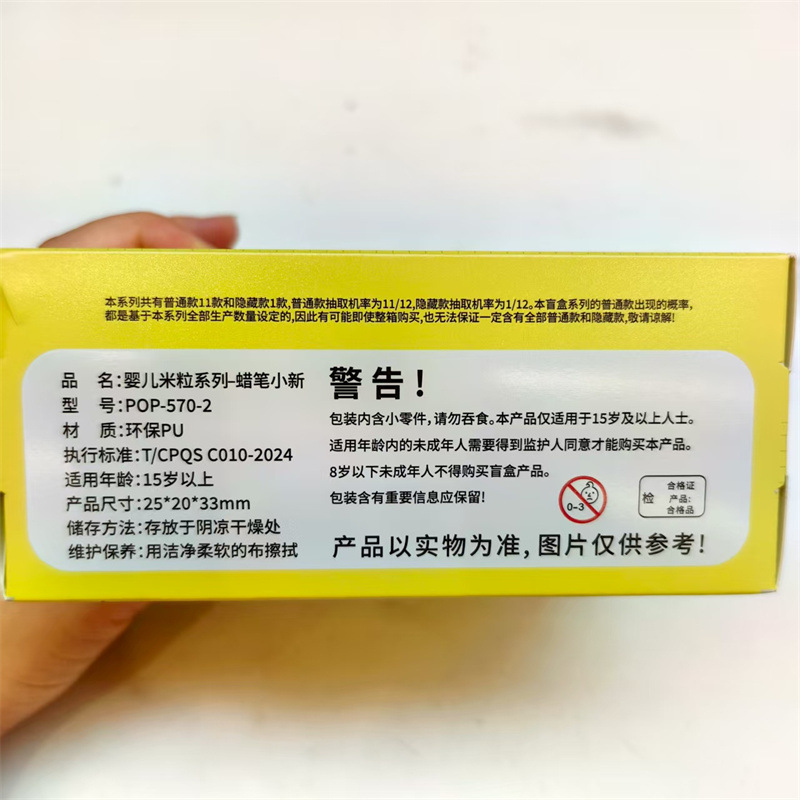 本系列共有普通款11款和隐藏款1款,普通款抽取机率为11/12,隐藏款抽取机率为1/12。本盲盒系列的普通款出现的概率,
都是基于本系列全部生产数量设定的,因此有可能即使整箱购买,也无法保证一定含有全部普通款和隐藏款,敬请谅解!
品 名:婴儿米粒系列-蜡笔小新
型 号:POP-570-2
材 质:环保PU
执行标准:T/CPQS C010-2024
适用年龄:15岁以上
产品尺寸:25*20*33mm
储存方法:存放于阴凉干燥处
维护保养:用洁净柔软的布擦拭
警告!
包装内含小零件,请勿吞食。本产品仅适用于15岁及以上人士。
适用年龄内的未成年人需要得到监护人同意才能购买本产品。
8岁以下未成年人不得购买盲盒产品。
包装含有重要信息应保留!
0-3
检
合格证
产品:
合格品
产品以实物为准,图片仅供参考!